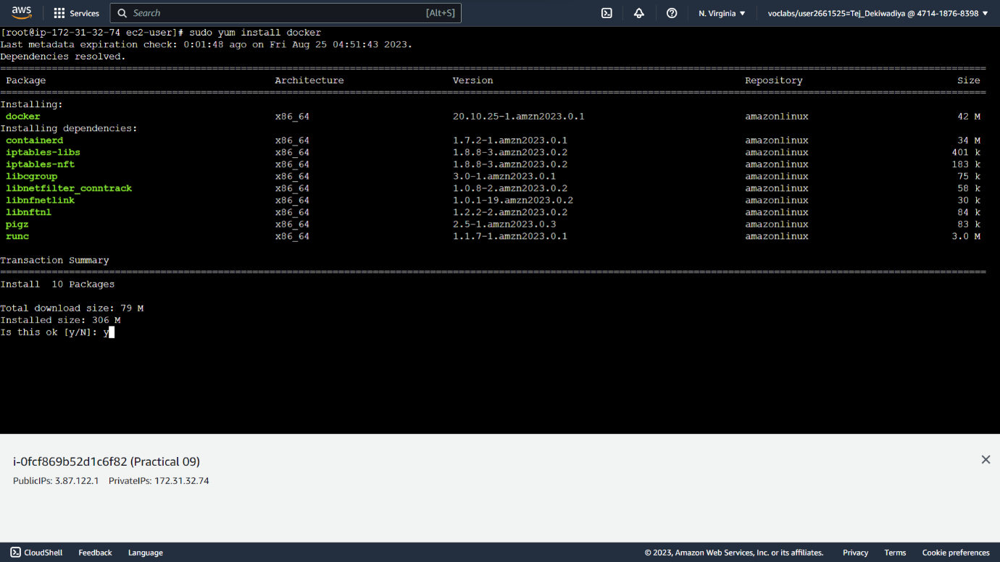 aws Services Search [Alt+S] N. Virginia ▼ voclabs/user2661525=Tej_Dekiwadiya @ 4714-1876-8398 ▼
[root@ip-172-31-32-74 ec2-user]# sudo yum install docker
Last metadata expiration check: 0:01:48 ago on Fri Aug 25 04:51:43 2023.
Dependencies resolved.
Package Architecture Version Repository Size
Installing:
docker x86_64 20.10.25-1.amzn2023.0.1 amazonlinux 42 M
Installing dependencies:
containerd x86_64 1.7.2-1.amzn2023.0.1 amazonlinux 34 M
iptables-libs x86_64 1.8.8-3.amzn2023.0.2 amazonlinux 401 k
iptables-nft x86_64 1.8.8-3.amzn2023.0.2 amazonlinux 183 k
libcgroup x86_64 3.0-1.amzn2023.0.1 amazonlinux 75 k
libnetfilter_conntrack x86_64 1.0.8-2.amzn2023.0.2 amazonlinux 58 k
libnfnetlink x86_64 1.0.1-19.amzn2023.0.2 amazonlinux 30 k
libnftnl x86_64 1.2.2-2.amzn2023.0.2 amazonlinux 84 k
pigz x86_64 2.5-1.amzn2023.0.3 amazonlinux 83 k
runc x86_64 1.1.7-1.amzn2023.0.1 amazonlinux 3.0 M
Transaction Summary
Install 10 Packages
Total download size: 79 M
Installed size: 306 M
Is this ok [y/N]: y
i-0fcf869b52d1c6f82 (Practical 09)
PublicIPs: 3.87.122.1 PrivateIPs: 172.31.32.74
CloudShell Feedback Language © 2023, Amazon Web Services, Inc. or its affiliates. Privacy Terms Cookie preferences